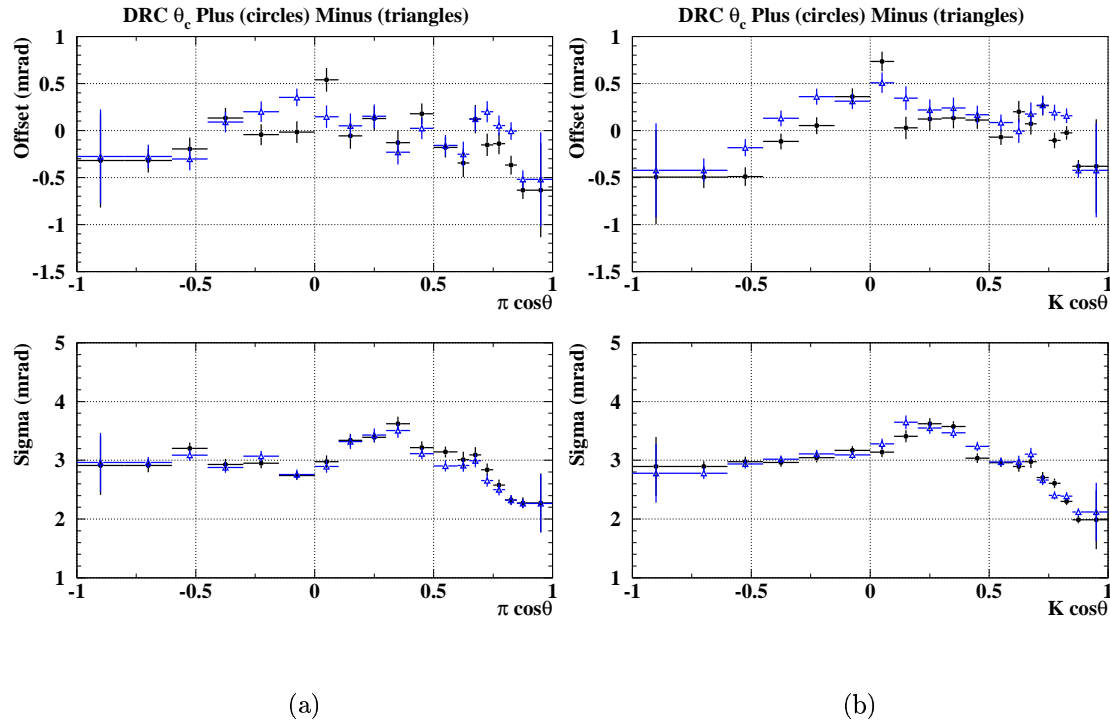 DRC θc Plus (circles) Minus (triangles)
Offset (mrad)
1
0.5
0
-0.5
-1
-1.5
-1 -0.5 0 0.5 1
π cosθ
DRC θc Plus (circles) Minus (triangles)
Offset (mrad)
1
0.5
0
-0.5
-1
-1.5
-1 -0.5 0 0.5 1
K cosθ
Sigma (mrad)
5
4
3
2
1
-1 -0.5 0 0.5 1
π cosθ
Sigma (mrad)
5
4
3
2
1
-1 -0.5 0 0.5 1
K cosθ
(a)
(b)